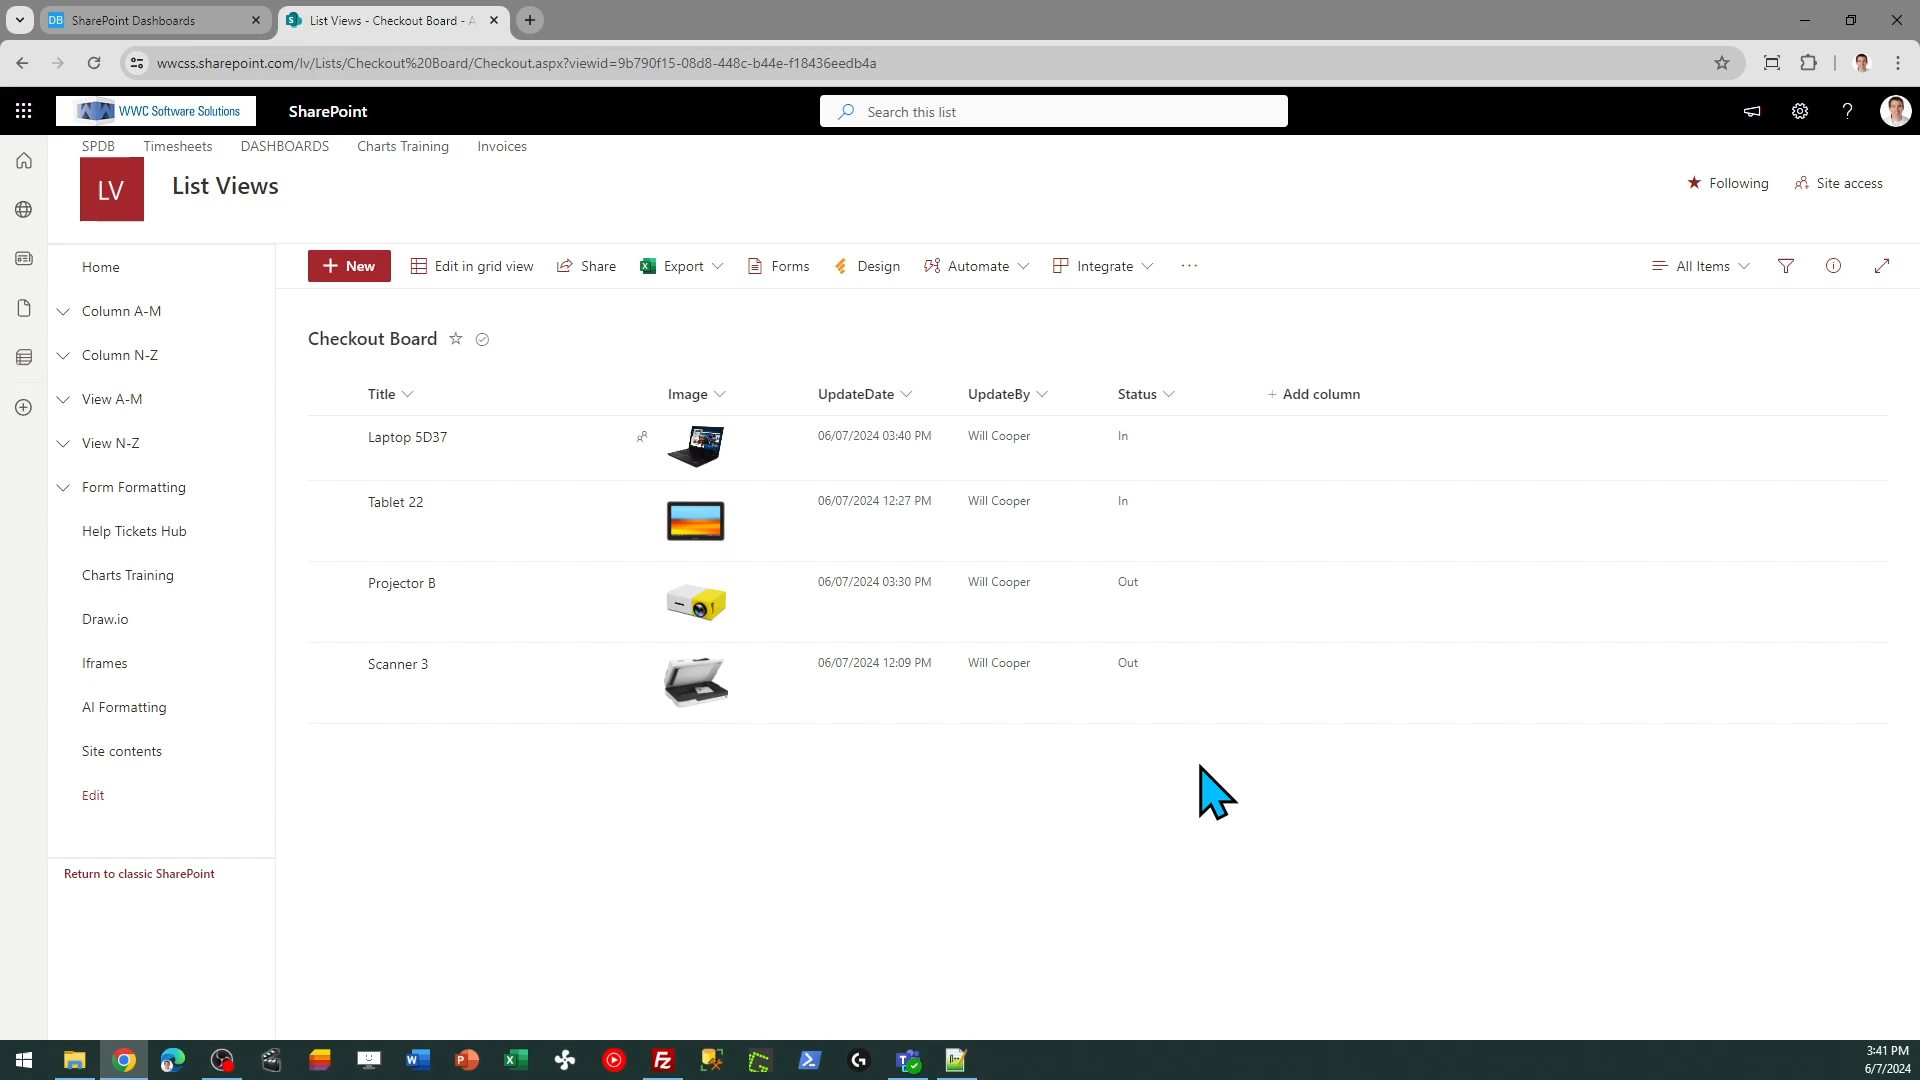 DB SharePoint Dashboards
List Views - Checkout Board - A
wwcss.sharepoint.com/lv/Lists/Checkout%20Board/Checkout.aspx?viewid=9b790f15-08d8-448c-b44e-f18436eedb4a
WWC Software Solutions
SharePoint
Search this list
SPDB Timesheets DASHBOARDS Charts Training Invoices
LV
List Views
Following Site access
Home
Column A-M
Column N-Z
View A-M
View N-Z
Form Formatting
Help Tickets Hub
Charts Training
Draw.io
Iframes
AI Formatting
Site contents
Edit
Return to classic SharePoint
+ New Edit in grid view Share Export Forms Design Automate Integrate ... All Items
Checkout Board
Title Image UpdateDate UpdateBy Status + Add column
Laptop 5D37 06/07/2024 03:40 PM Will Cooper In
Tablet 22 06/07/2024 12:27 PM Will Cooper In
Projector B 06/07/2024 03:30 PM Will Cooper Out
Scanner 3 06/07/2024 12:09 PM Will Cooper Out
3:41 PM
6/7/2024